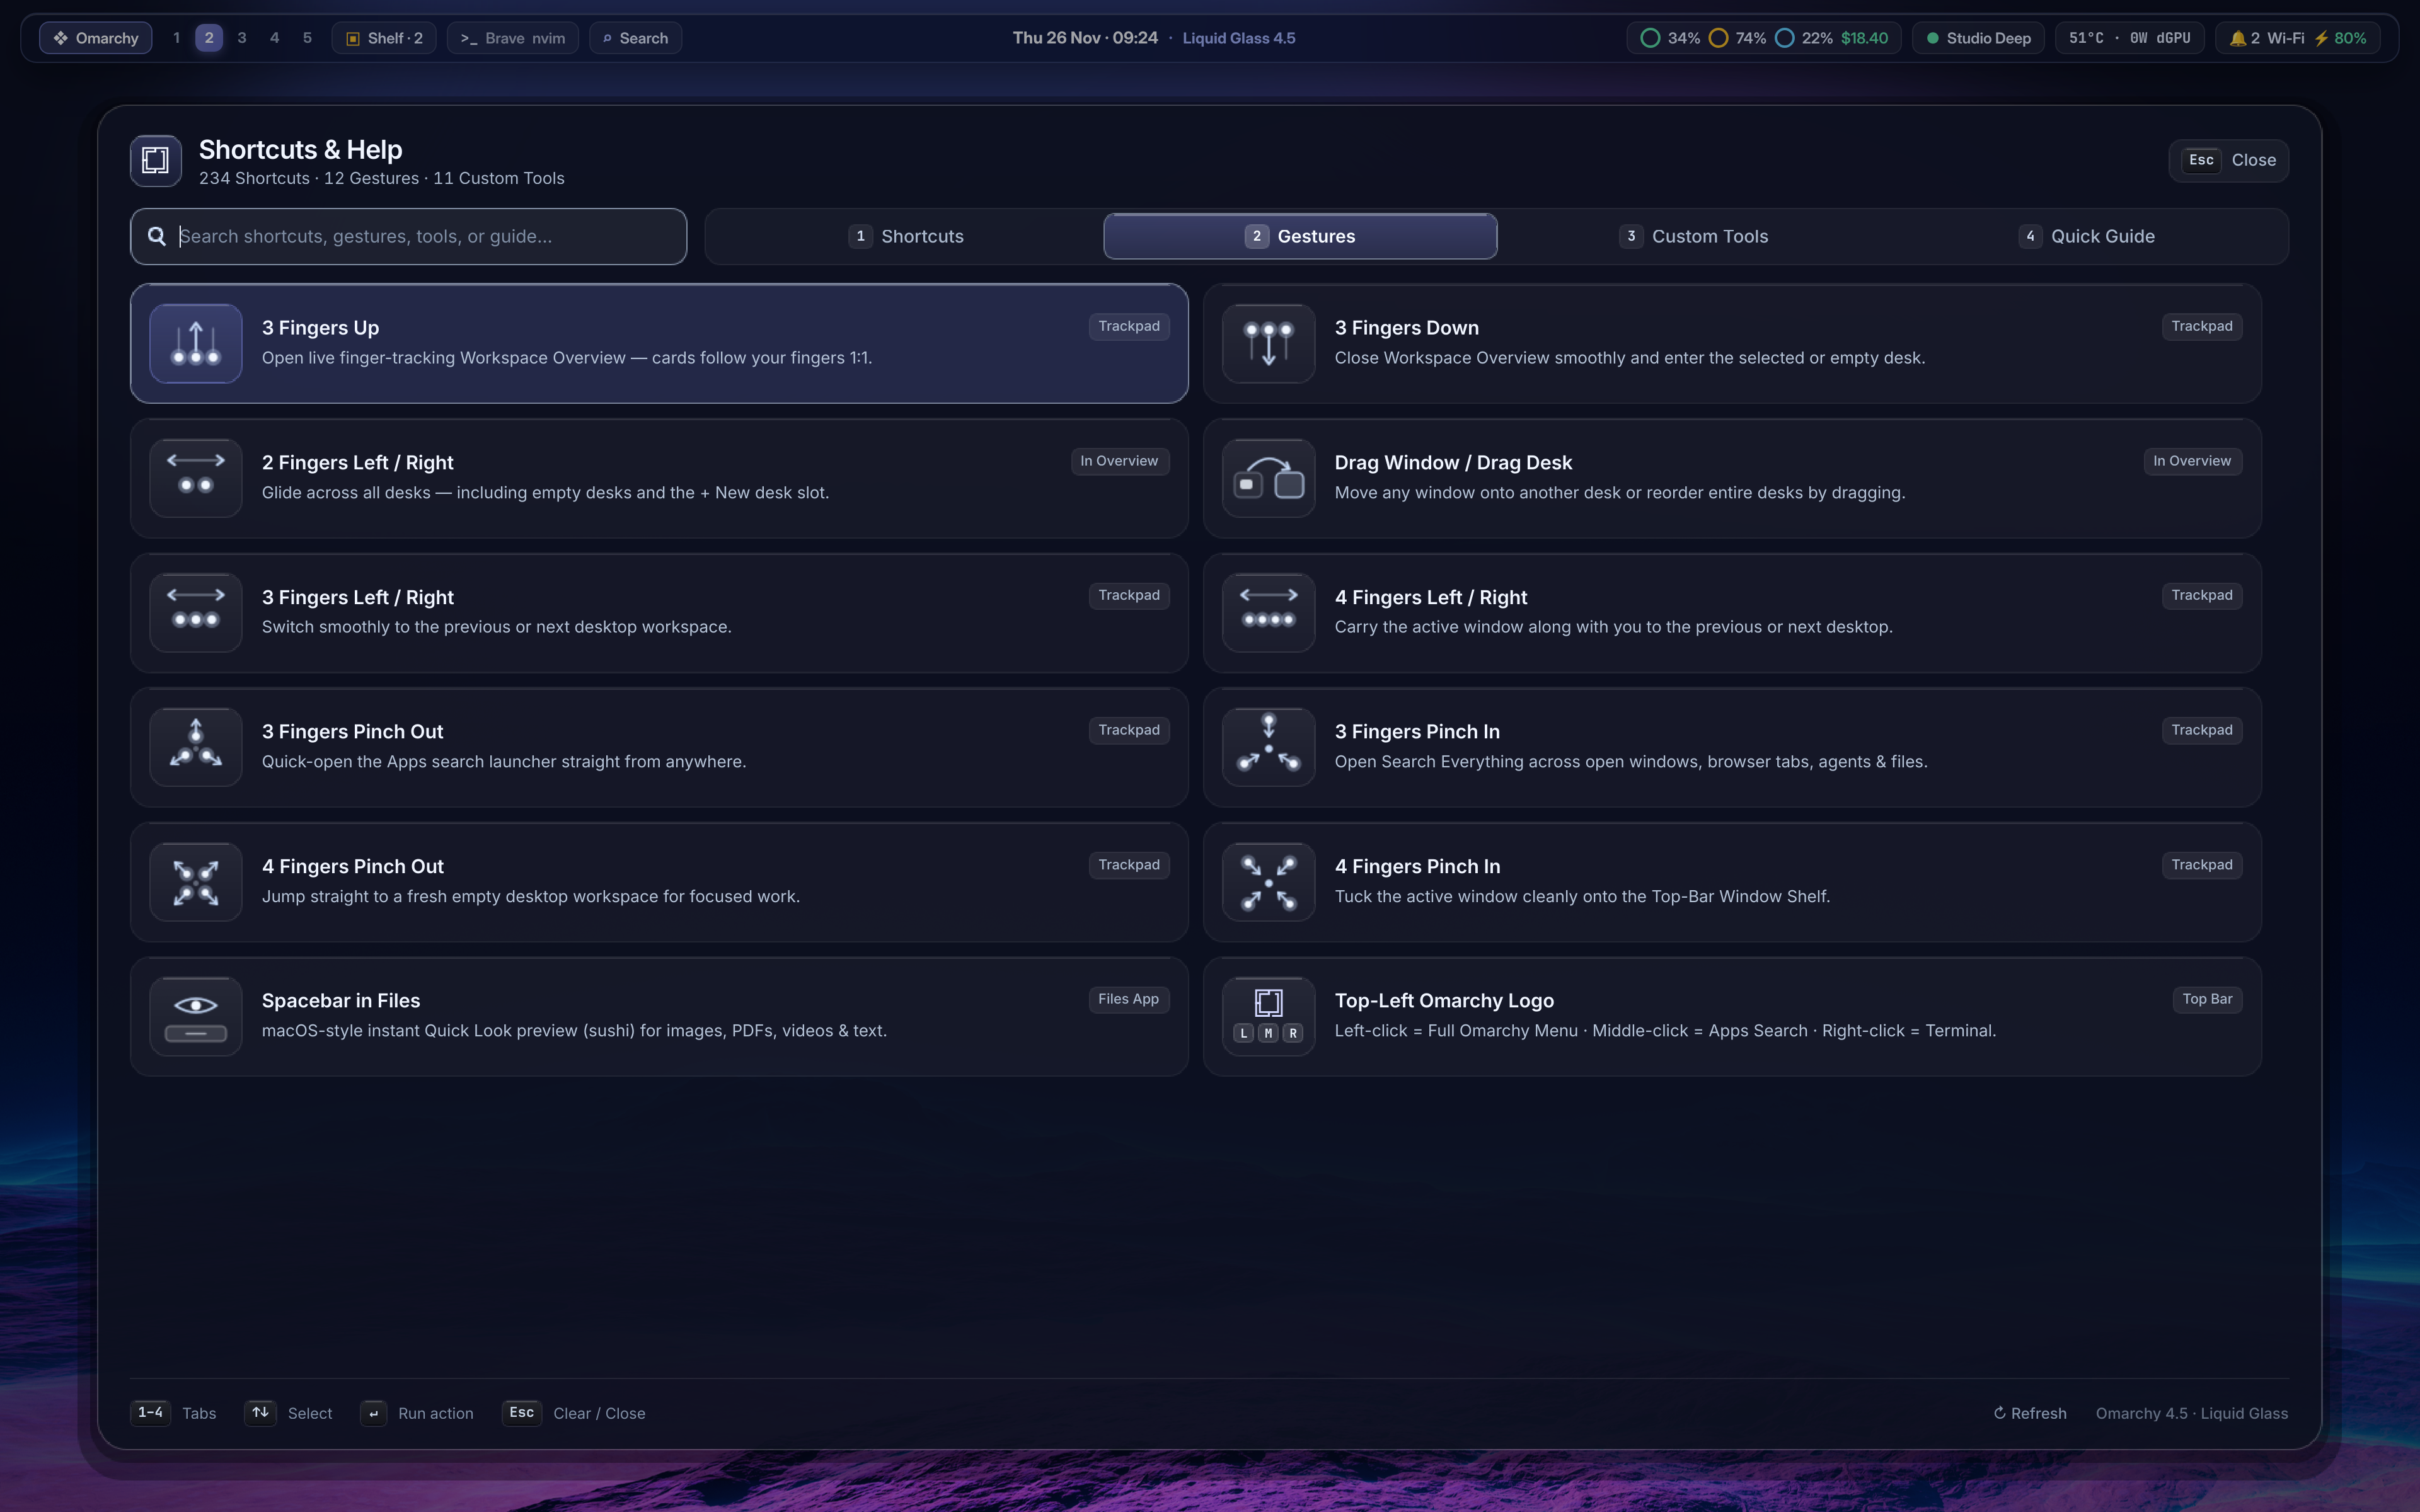 Omarchy 1 2 3 4 5 Shelf · 2 >_ Brave nvim Search
Thu 26 Nov · 09:24 · Liquid Glass 4.5
34% 74% 22% $18.40 Studio Deep 51°C · 0W dGPU 2 Wi-Fi 80%
Shortcuts & Help
234 Shortcuts · 12 Gestures · 11 Custom Tools
Esc Close
Search shortcuts, gestures, tools, or guide...
1 Shortcuts
2 Gestures
3 Custom Tools
4 Quick Guide
3 Fingers Up
Trackpad
Open live finger-tracking Workspace Overview — cards follow your fingers 1:1.
3 Fingers Down
Trackpad
Close Workspace Overview smoothly and enter the selected or empty desk.
2 Fingers Left / Right
In Overview
Glide across all desks — including empty desks and the + New desk slot.
Drag Window / Drag Desk
In Overview
Move any window onto another desk or reorder entire desks by dragging.
3 Fingers Left / Right
Trackpad
Switch smoothly to the previous or next desktop workspace.
4 Fingers Left / Right
Trackpad
Carry the active window along with you to the previous or next desktop.
3 Fingers Pinch Out
Trackpad
Quick-open the Apps search launcher straight from anywhere.
3 Fingers Pinch In
Trackpad
Open Search Everything across open windows, browser tabs, agents & files.
4 Fingers Pinch Out
Trackpad
Jump straight to a fresh empty desktop workspace for focused work.
4 Fingers Pinch In
Trackpad
Tuck the active window cleanly onto the Top-Bar Window Shelf.
Spacebar in Files
Files App
macOS-style instant Quick Look preview (sushi) for images, PDFs, videos & text.
L M R
Top-Left Omarchy Logo
Top Bar
Left-click = Full Omarchy Menu · Middle-click = Apps Search · Right-click = Terminal.
1–4 Tabs ↑↓ Select ↵ Run action Esc Clear / Close
↻ Refresh Omarchy 4.5 · Liquid Glass